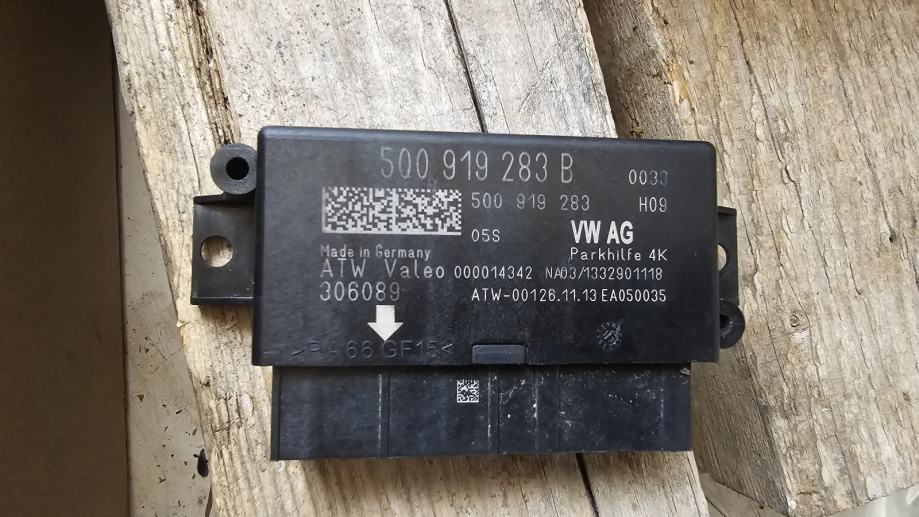 5Q0 919 283 B
0033
5Q0 919 283
H09
05S
VW AG
Made in Germany
Parkhilfe 4K
ATW Valeo 000014342 NA03/1332901118
306089
ATW-00126.11.13 EA050035
>PA66 GF15<